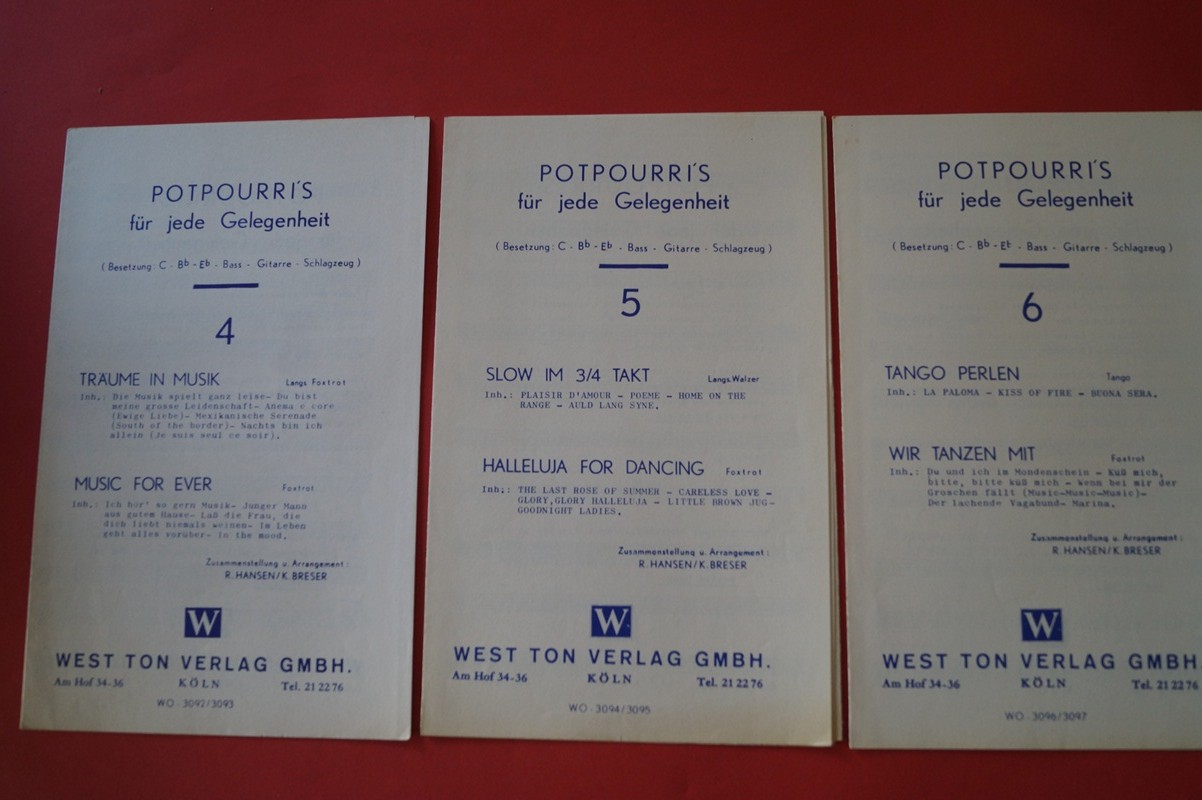 POTPOURRI'S
für jede Gelegenheit
( Besetzung: C - Bb - Eb - Bass - Gitarre - Schlagzeug )
4
TRÄUME IN MUSIK Langs. Foxtrot
Inh.: Die Musik spielt ganz leise- Du bist
meine grosse Leidenschaft- Anema e core
(Ewige Liebe)- Mexikanische Serenade
(South of the border)- Nachts bin ich
allein (Je suis seul ce soir).
MUSIC FOR EVER Foxtrot
Inh.: Ich hör' so gern Musik- Junger Mann
aus gutem Hause- Laß die Frau, die
dich liebt niemals weinen- Im Leben
geht alles vorüber- In the mood.
Zusammenstellung u. Arrangement:
R. HANSEN/K. BRESER
W
WEST TON VERLAG GMBH.
Am Hof 34-36 KÖLN Tel. 21 22 76
WO - 3092/3093
POTPOURRI'S
für jede Gelegenheit
( Besetzung: C - Bb - Eb - Bass - Gitarre - Schlagzeug )
5
SLOW IM 3/4 TAKT Langs. Walzer
Inh.: PLAISIR D'AMOUR - POEME - HOME ON THE
RANGE - AULD LANG SYNE.
HALLELUJA FOR DANCING Foxtrot
Inh.: THE LAST ROSE OF SUMMER - CARELESS LOVE -
GLORY,GLORY HALLELUJA - LITTLE BROWN JUG-
GOODNIGHT LADIES.
Zusammenstellung u. Arrangement:
R. HANSEN/K. BRESER
W
WEST TON VERLAG GMBH.
Am Hof 34-36 KÖLN Tel. 21 22 76
WO - 3094/3095
POTPOURRI'S
für jede Gelegenheit
( Besetzung: C - Bb - Eb - Bass - Gitarre - Schlagzeug )
6
TANGO PERLEN Tango
Inh.: LA PALOMA - KISS OF FIRE - BUONA SERA.
WIR TANZEN MIT Foxtrot
Inh.: Du und ich im Mondenschein - Küß mich,
bitte, bitte küß mich - Wenn bei mir der
Groschen fällt (Music-Music-Music)-
Der lachende Vagabund- Marina.
Zusammenstellung u. Arrangement:
R. HANSEN/K. BRESER
W
WEST TON VERLAG GMBH
Am Hof 34-36 KÖLN Tel. 21 22 76
WO - 3096/3097